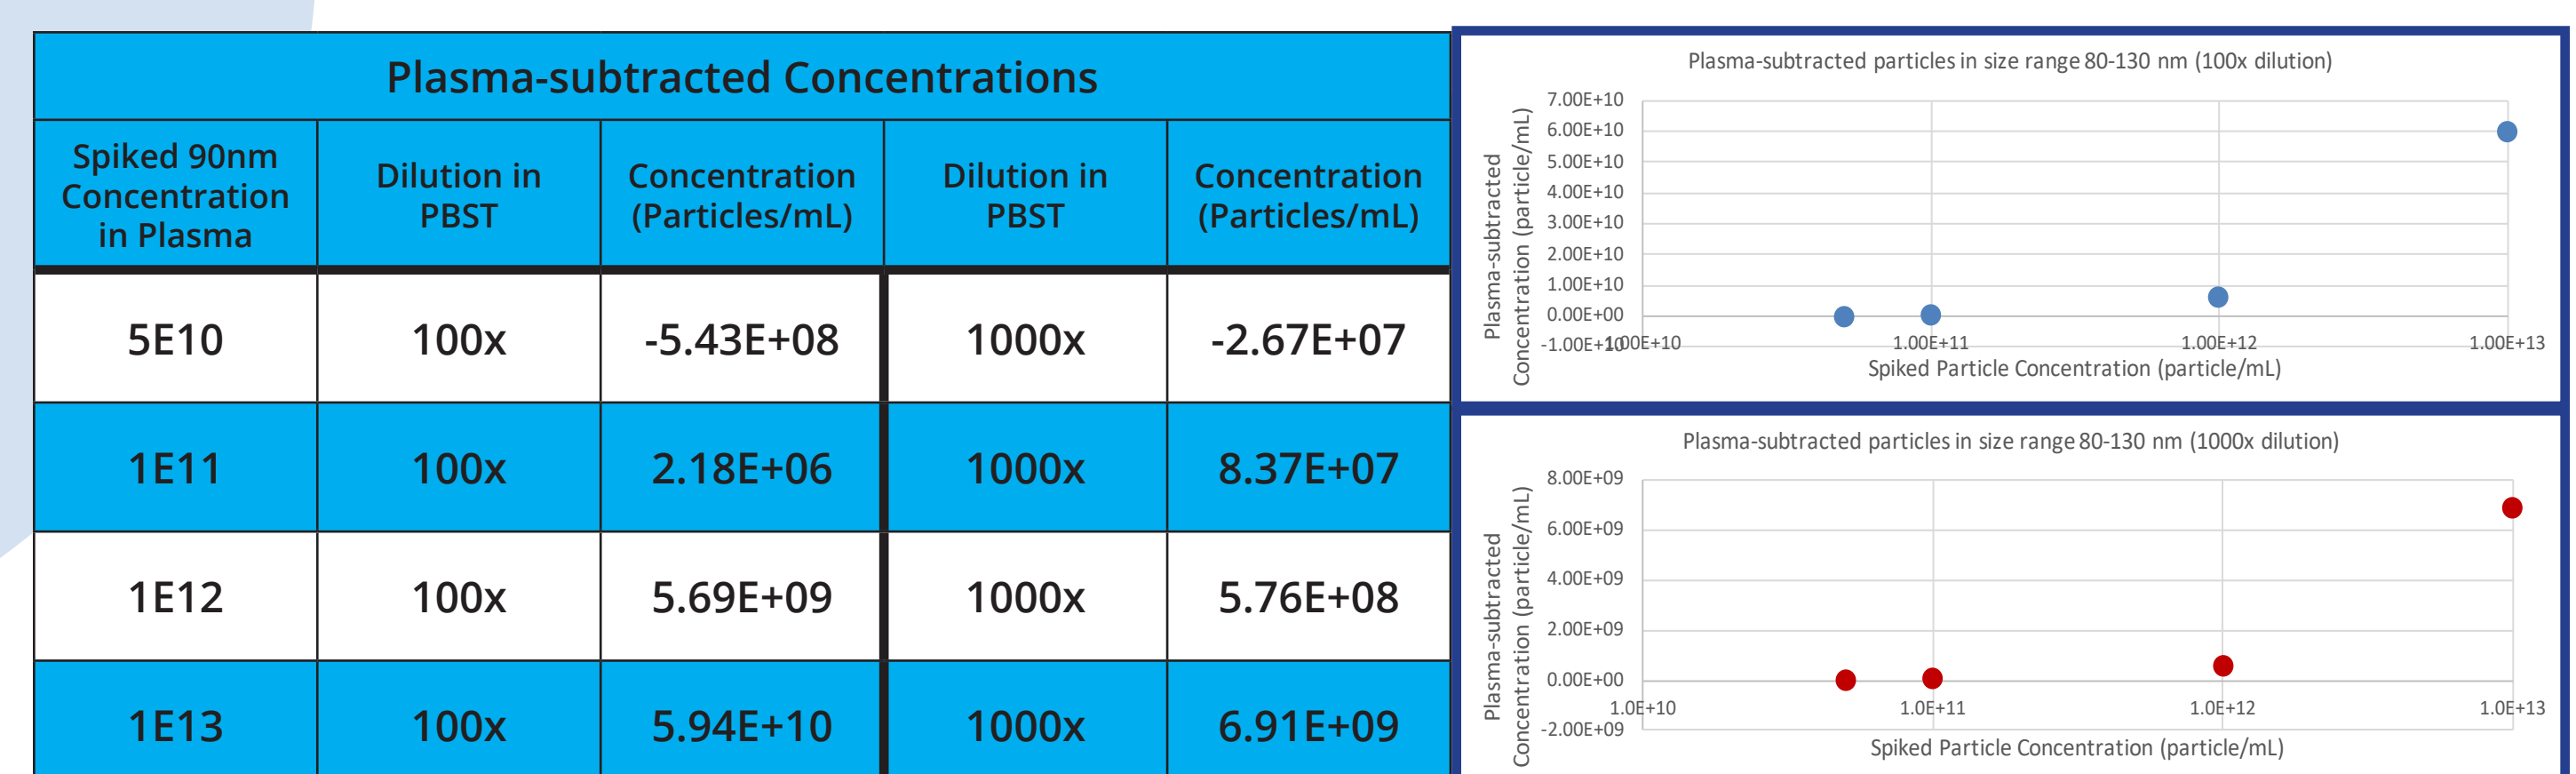 Plasma-subtracted Concentrations
Spiked 90nm
Concentration
in Plasma
Dilution in
PBST
Concentration
(Particles/mL)
Dilution in
PBST
Concentration
(Particles/mL)
5E10 100x -5.43E+08 1000x -2.67E+07
1E11 100x 2.18E+06 1000x 8.37E+07
1E12 100x 5.69E+09 1000x 5.76E+08
1E13 100x 5.94E+10 1000x 6.91E+09
Plasma-subtracted particles in size range 80-130 nm (100x dilution)
Plasma-subtracted
Concentration (particle/mL)
7.00E+10
6.00E+10
5.00E+10
4.00E+10
3.00E+10
2.00E+10
1.00E+10
0.00E+00
-1.00E+10
1.00E+10 1.00E+11 1.00E+12 1.00E+13
Spiked Particle Concentration (particle/mL)
Plasma-subtracted particles in size range 80-130 nm (1000x dilution)
Plasma-subtracted
Concentration (particle/mL)
8.00E+09
6.00E+09
4.00E+09
2.00E+09
0.00E+00
-2.00E+09
1.0E+10 1.0E+11 1.0E+12 1.0E+13
Spiked Particle Concentration (particle/mL)